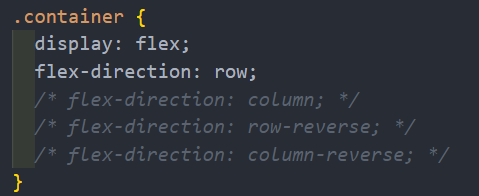 .container {
  display: flex;
  flex-direction: row;
  /* flex-direction: column; */
  /* flex-direction: row-reverse; */
  /* flex-direction: column-reverse; */
}